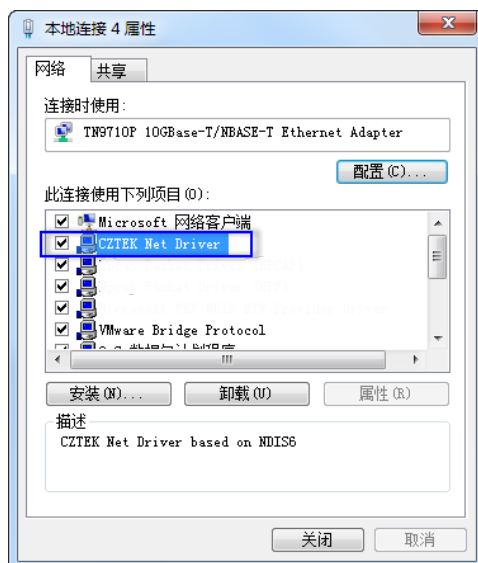 本地连接 4 属性
网络
共享
连接时使用:
TN9710P 10GBase-T/NBASE-T Ethernet Adapter
配置(C)...
此连接使用下列项目(O):
Microsoft 网络客户端
CZTEK Net Driver
VMware Bridge Protocol
安装(N)...
卸载(U)
属性(R)
描述
CZTEK Net Driver based on NDIS6
关闭
取消